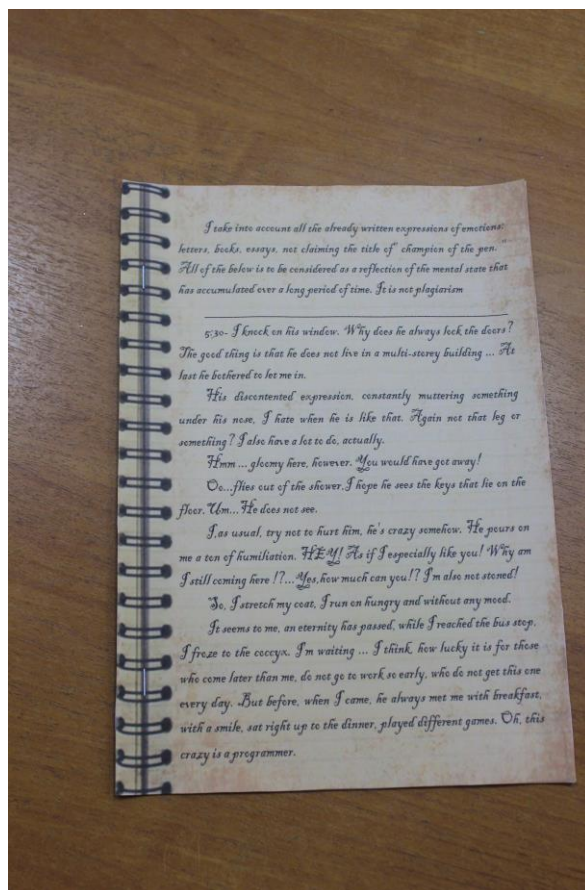 I take into account all the already written expressions of emotions:
letters, books, essays, not claiming the title of" champion of the pen. "
All of the below is to be considered as a reflection of the mental state that
has accumulated over a long period of time. It is not plagiarism
5:30- I knock on his window. Why does he always lock the doors?
The good thing is that he does not live in a multi-storey building ... At
last he bothered to let me in.
His discontented expression, constantly muttering something
under his nose, I hate when he is like that. Again not that leg or
something? I also have a lot to do, actually.
Hmm ... gloomy here, however. You would have got away!
Oo...flies out of the shower.I hope he sees the keys that lie on the
floor. Um...He does not see.
I,as usual, try not to hurt him, he's crazy somehow. He pours on
me a ton of humiliation. HEY! As if I especially like you! Why am
I still coming here !?...Yes,how much can you!? I'm also not stoned!
So, I stretch my coat, I run on hungry and without any mood.
It seems to me, an eternity has passed, while I reached the bus stop,
I froze to the coccyx. I'm waiting ... I think, how lucky it is for those
who come later than me, do not go to work so early, who do not get this one
every day. But before, when I came, he always met me with breakfast,
with a smile, sat right up to the dinner, played different games. Oh, this
crazy is a programmer.